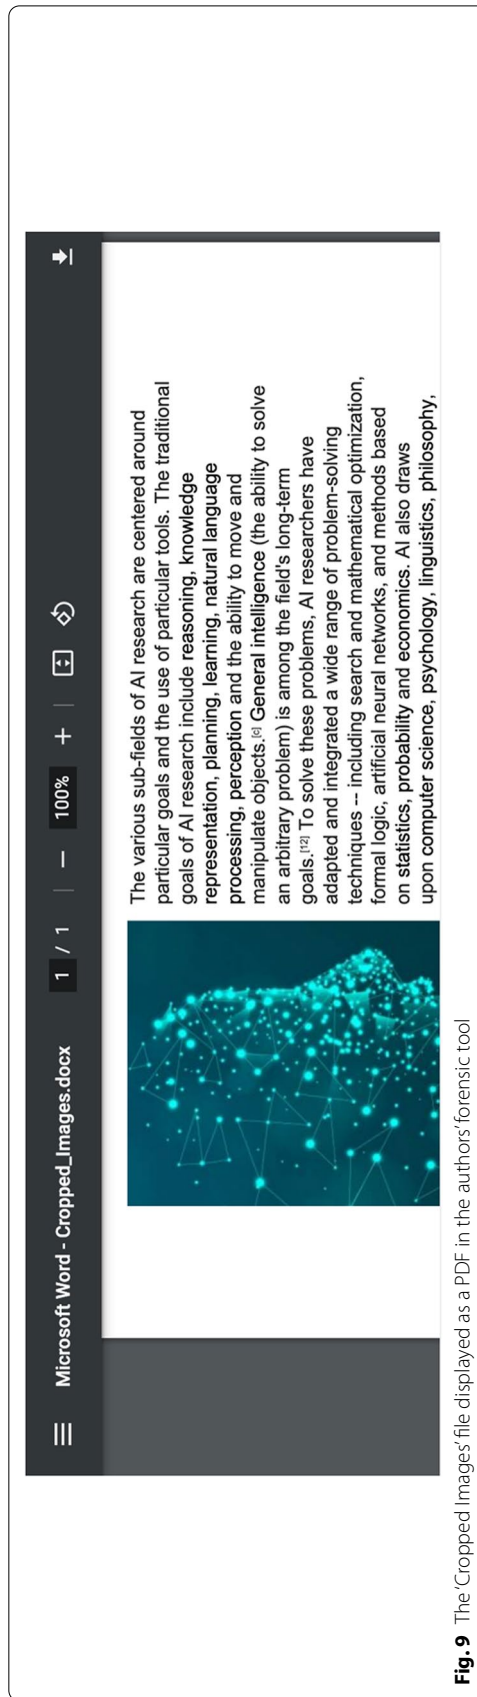 Microsoft Word - Cropped_Images.docx 1 / 1 100%
The various sub-fields of AI research are centered around
particular goals and the use of particular tools. The traditional
goals of AI research include reasoning, knowledge
representation, planning, learning, natural language
processing, perception and the ability to move and
manipulate objects.[c] General intelligence (the ability to solve
an arbitrary problem) is among the field's long-term
goals.[12] To solve these problems, AI researchers have
adapted and integrated a wide range of problem-solving
techniques -- including search and mathematical optimization,
formal logic, artificial neural networks, and methods based
on statistics, probability and economics. AI also draws
upon computer science, psychology, linguistics, philosophy,
Fig. 9 The 'Cropped Images' file displayed as a PDF in the authors' forensic tool